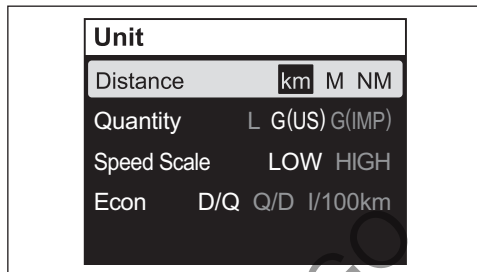 Unit
Distance km M NM
Quantity L G(US) G(IMP)
Speed Scale LOW HIGH
Econ D/Q Q/D l/100km